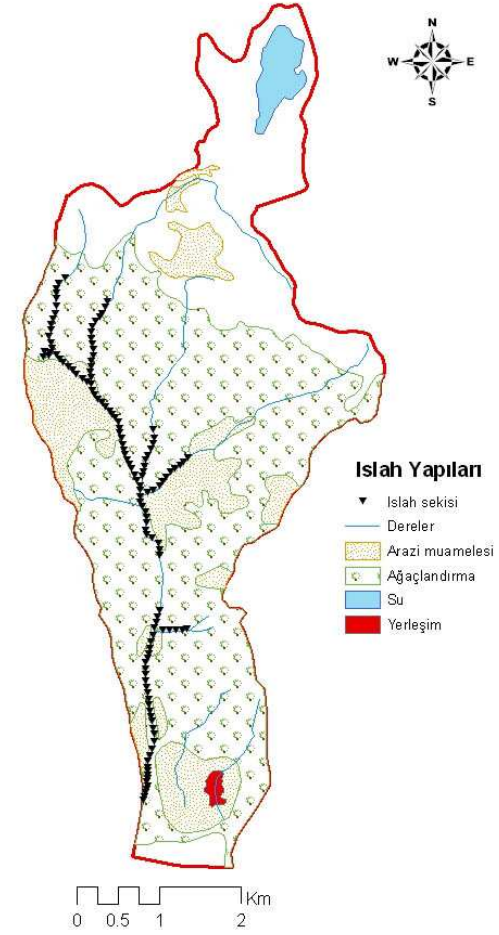 N
W E
S
Islah Yapıları
Islah sekisi
Dereler
Arazi muamelesi
Ağaçlandırma
Su
Yerleşim
Km
0 0.5 1 2